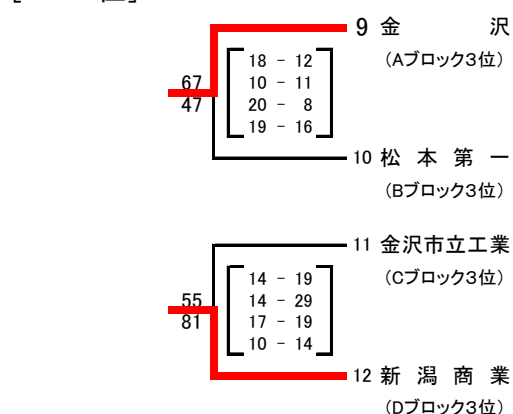 9 金 沢
(Aブロック3位)
67
47
18 - 12
10 - 11
20 - 8
19 - 16
10 松 本 第 一
(Bブロック3位)
11 金沢市立工業
(Cブロック3位)
55
81
14 - 19
14 - 29
17 - 19
10 - 14
12 新 潟 商 業
(Dブロック3位)